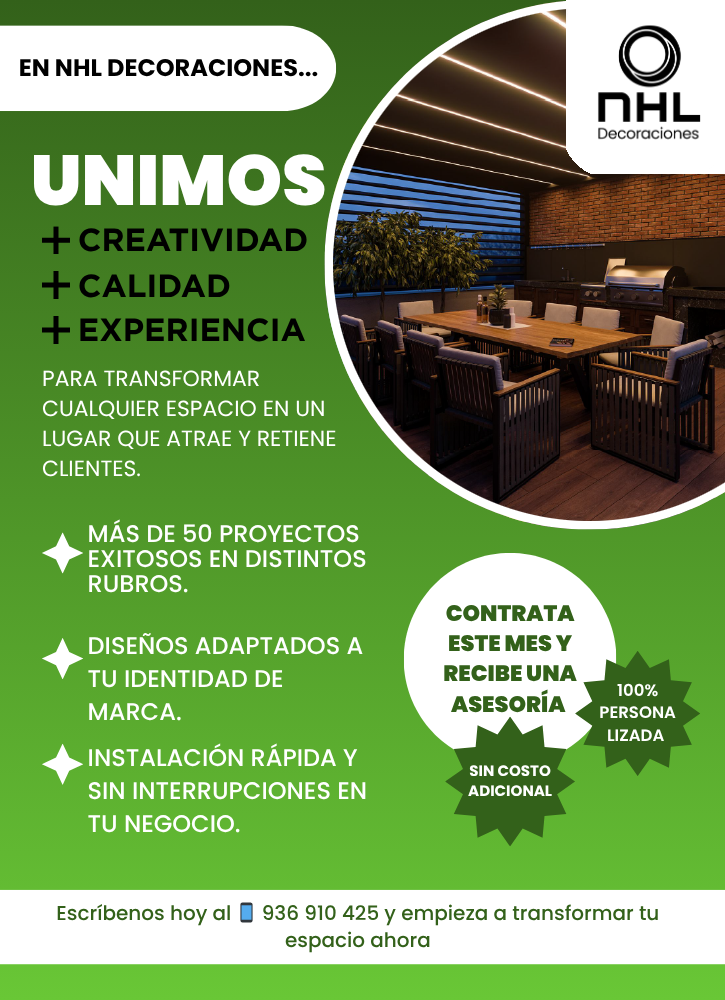 EN NHL DECORACIONES...
NHL
Decoraciones
UNIMOS
+ CREATIVIDAD
+ CALIDAD
+ EXPERIENCIA
PARA TRANSFORMAR
CUALQUIER ESPACIO EN UN
LUGAR QUE ATRAE Y RETIENE
CLIENTES.
MÁS DE 50 PROYECTOS
EXITOSOS EN DISTINTOS
RUBROS.
DISEÑOS ADAPTADOS A
TU IDENTIDAD DE
MARCA.
INSTALACIÓN RÁPIDA Y
SIN INTERRUPCIONES EN
TU NEGOCIO.
CONTRATA
ESTE MES Y
RECIBE UNA
ASESORÍA
100%
PERSONA
LIZADA
SIN COSTO
ADICIONAL
Escríbenos hoy al 📱 936 910 425 y empieza a transformar tu
espacio ahora